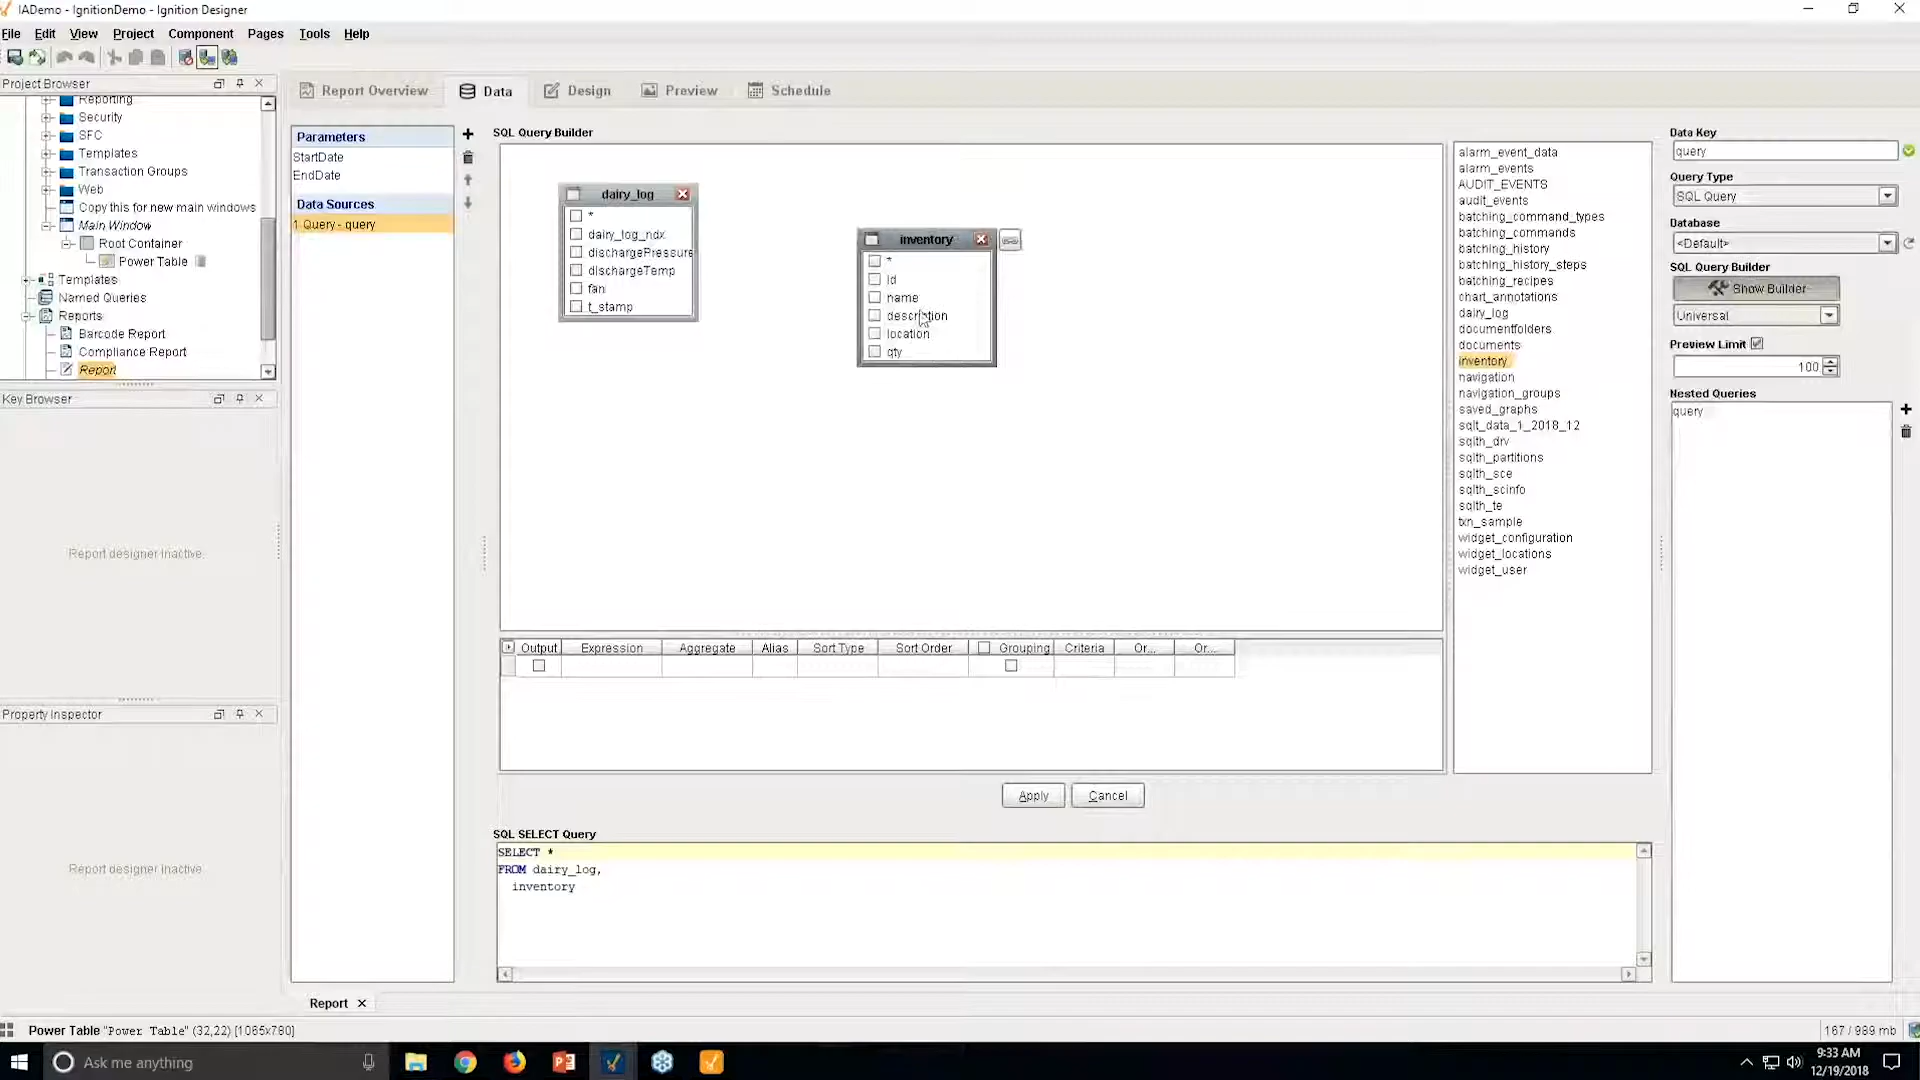 IADemo - IgnitionDemo - Ignition Designer
File Edit View Project Component Pages Tools Help
Project Browser
Reporting
Security
SFC
Templates
Transaction Groups
Web
Copy this for new main windows
Main Window
Root Container
Power Table
Templates
Named Queries
Reports
Barcode Report
Compliance Report
Report
Key Browser
Report designer inactive.
Property Inspector
Report designer inactive.
Report Overview Data Design Preview Schedule
Parameters
StartDate
EndDate
Data Sources
1 Query - query
SQL Query Builder
dairy_log
*
dairy_log_ndx
dischargePressure
dischargeTemp
fan
t_stamp
inventory
*
id
name
description
location
qty
Output Expression Aggregate Alias Sort Type Sort Order Grouping Criteria Or... Or...
Apply Cancel
SQL SELECT Query
SELECT *
FROM dairy_log,
inventory
alarm_event_data
alarm_events
AUDIT_EVENTS
audit_events
batching_command_types
batching_commands
batching_history
batching_history_steps
batching_recipes
chart_annotations
dairy_log
documentfolders
documents
inventory
navigation
navigation_groups
saved_graphs
sqlt_data_1_2018_12
sqlth_drv
sqlth_partitions
sqlth_sce
sqlth_scinfo
sqlth_te
txn_sample
widget_configuration
widget_locations
widget_user
Data Key
query
Query Type
SQL Query
Database
<Default>
SQL Query Builder
Show Builder
Universal
Preview Limit
100
Nested Queries
query
Report
Power Table "Power Table" (32,22) [1065x780]
167 / 989 mb
Ask me anything
9:33 AM
12/19/2018